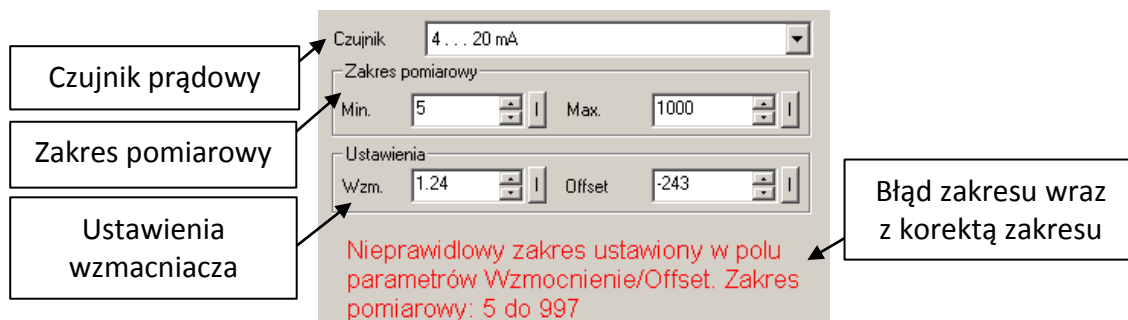 Czujnik prądowy
Zakres pomiarowy
Ustawienia
wzmacniacza
Czujnik 4 . . . 20 mA
Zakres pomiarowy
Min. 5 I Max. 1000 I
Ustawienia
Wzm. 1.24 I Offset -243 I
Nieprawidlowy zakres ustawiony w polu
parametrów Wzmocnienie/Offset. Zakres
pomiarowy: 5 do 997
Błąd zakresu wraz
z korektą zakresu